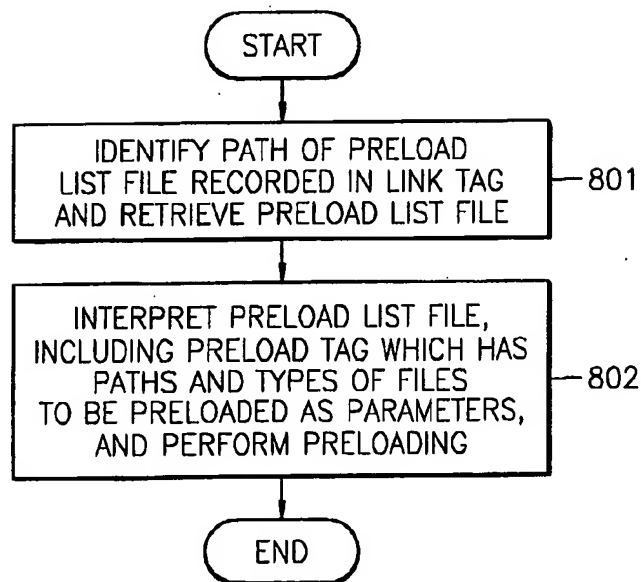 START
IDENTIFY PATH OF PRELOAD
LIST FILE RECORDED IN LINK TAG
AND RETRIEVE PRELOAD LIST FILE
801
INTERPRET PRELOAD LIST FILE,
INCLUDING PRELOAD TAG WHICH HAS
PATHS AND TYPES OF FILES
TO BE PRELOADED AS PARAMETERS,
AND PERFORM PRELOADING
802
END